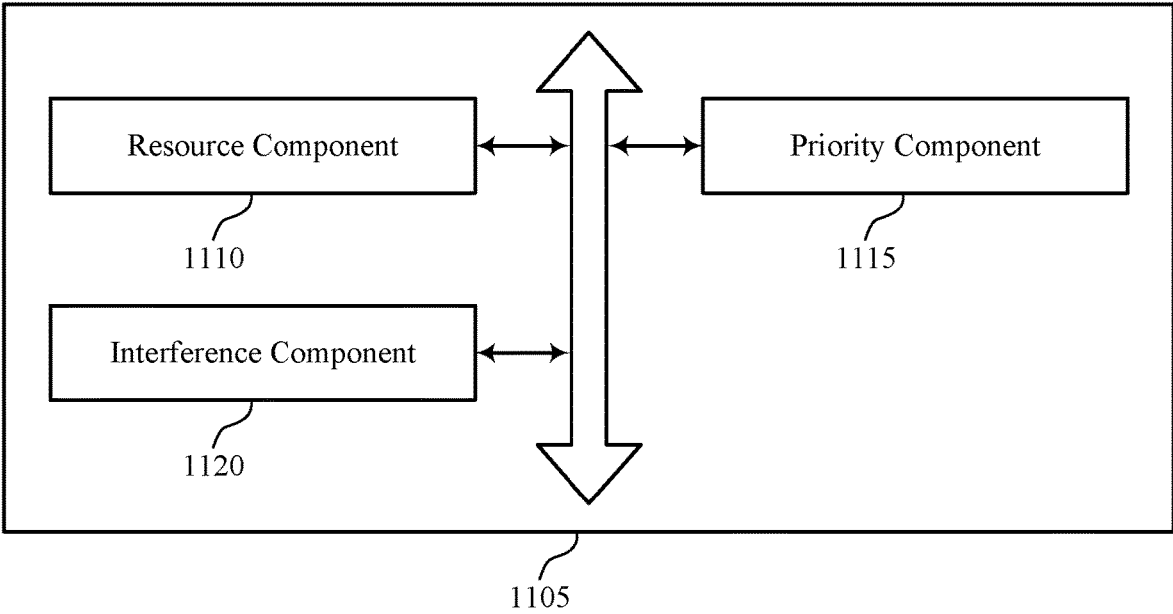 Resource Component
Priority Component
1110
1115
Interference Component
1120
1105